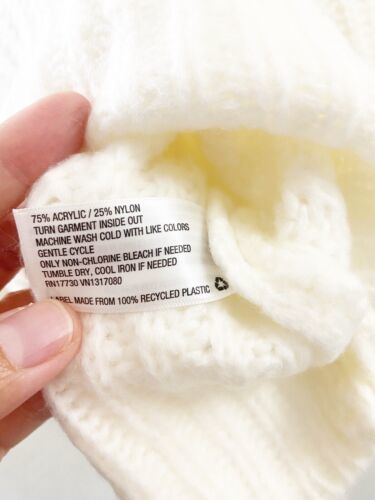 75% ACRYLIC / 25% NYLON
TURN GARMENT INSIDE OUT
MACHINE WASH COLD WITH LIKE COLORS
GENTLE CYCLE
ONLY NON-CHLORINE BLEACH IF NEEDED
TUMBLE DRY, COOL IRON IF NEEDED
RN17730 VN1317080
LABEL MADE FROM 100% RECYCLED PLASTIC